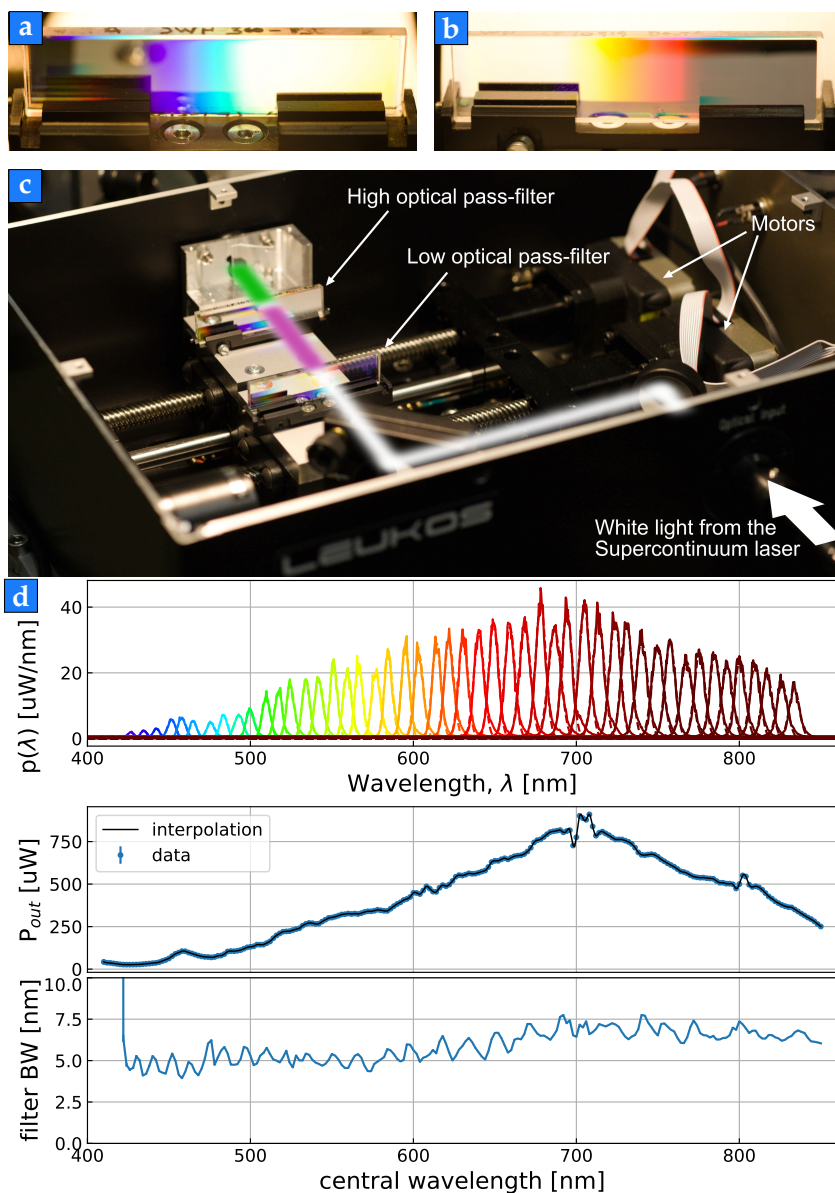 a
b
c
High optical pass-filter
Low optical pass-filter
Motors
Optical Input
LEUKOS
White light from the
Supercontinuum laser
d
p(λ) [uW/nm]
40
20
0
400 500 600 700 800
Wavelength, λ [nm]
interpolation
data
P_out [uW]
750
500
250
0
filter BW [nm]
10.0
7.5
5.0
2.5
0.0
400 500 600 700 800
central wavelength [nm]